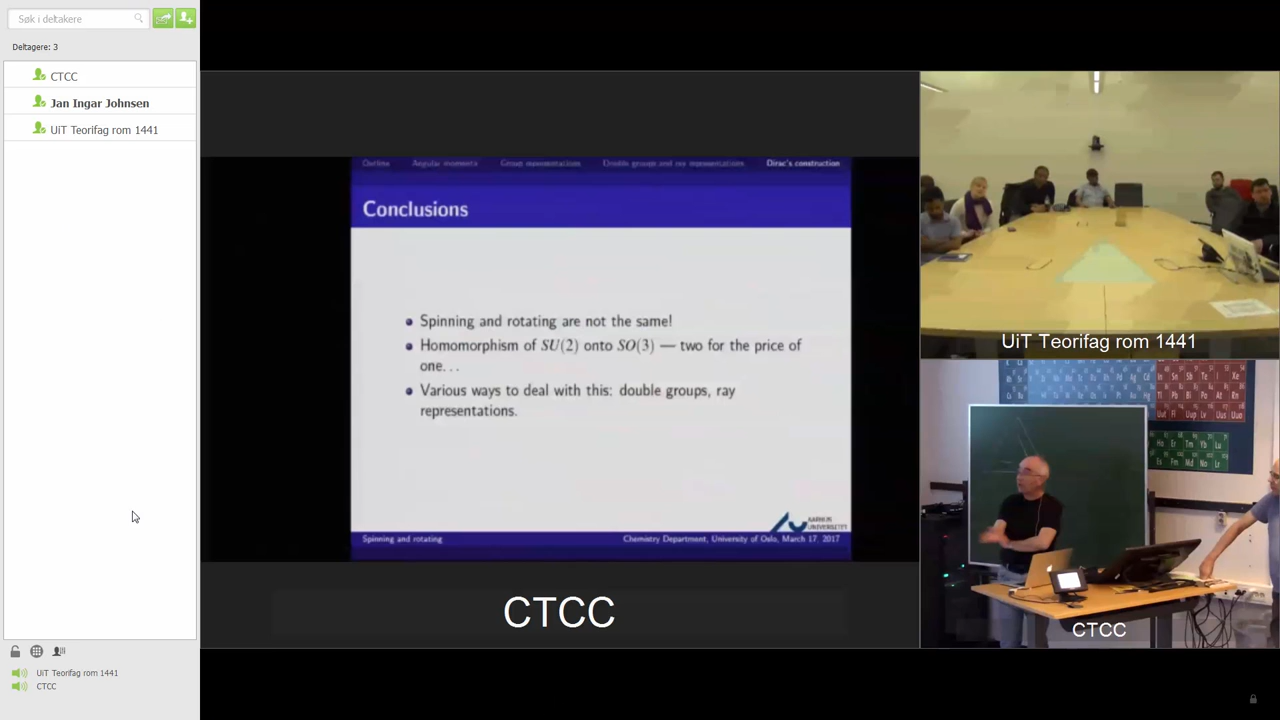 Søk i deltakere
Deltagere: 3
CTCC
Jan Ingar Johnsen
UiT Teorifag rom 1441
UiT Teorifag rom 1441
CTCC
Outline Angular momenta Group representations Double groups and ray representations Dirac's construction
Conclusions
Spinning and rotating are not the same!
Homomorphism of SU(2) onto SO(3) — two for the price of
one...
Various ways to deal with this: double groups, ray
representations.
AARHUS
UNIVERSITET
Spinning and rotating Chemistry Department, University of Oslo, March 17, 2017
CTCC
UiT Teorifag rom 1441
CTCC